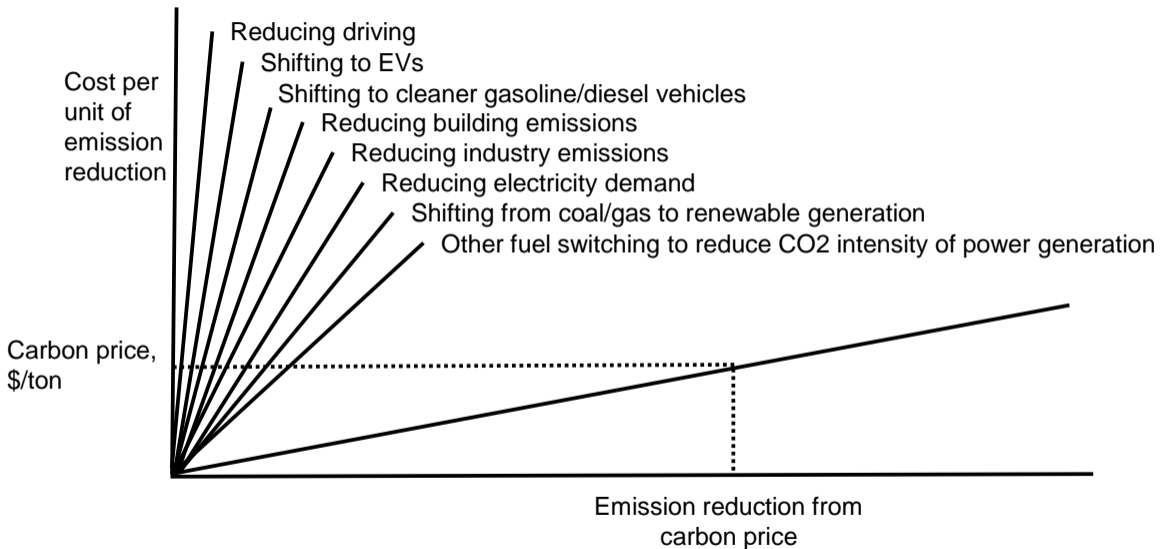 Reducing driving
Shifting to EVs
Cost per
unit of
emission
reduction
Shifting to cleaner gasoline/diesel vehicles
Reducing building emissions
Reducing industry emissions
Reducing electricity demand
Shifting from coal/gas to renewable generation
Other fuel switching to reduce CO2 intensity of power generation
Carbon price,
$/ton
Emission reduction from
carbon price